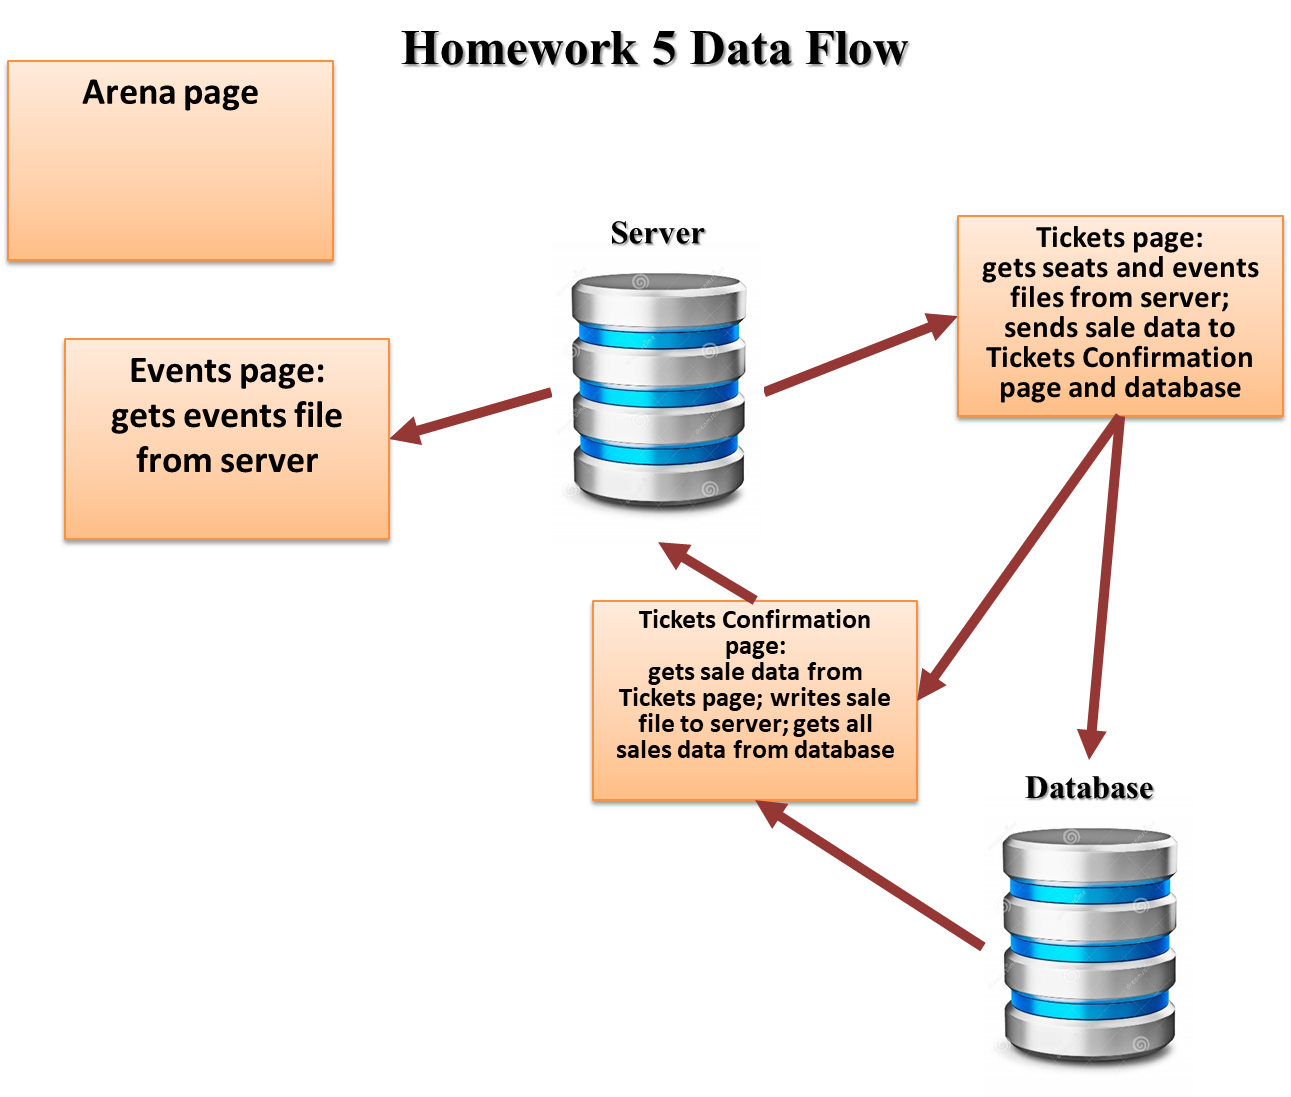 Homework 5 Data Flow
Arena page
Server
Tickets page:
gets seats and events
files from server;
sends sale data to
Tickets Confirmation
page and database
Events page:
gets events file
from server
Tickets Confirmation
page:
gets sale data from
Tickets page; writes sale
file to server; gets all
sales data from database
Database